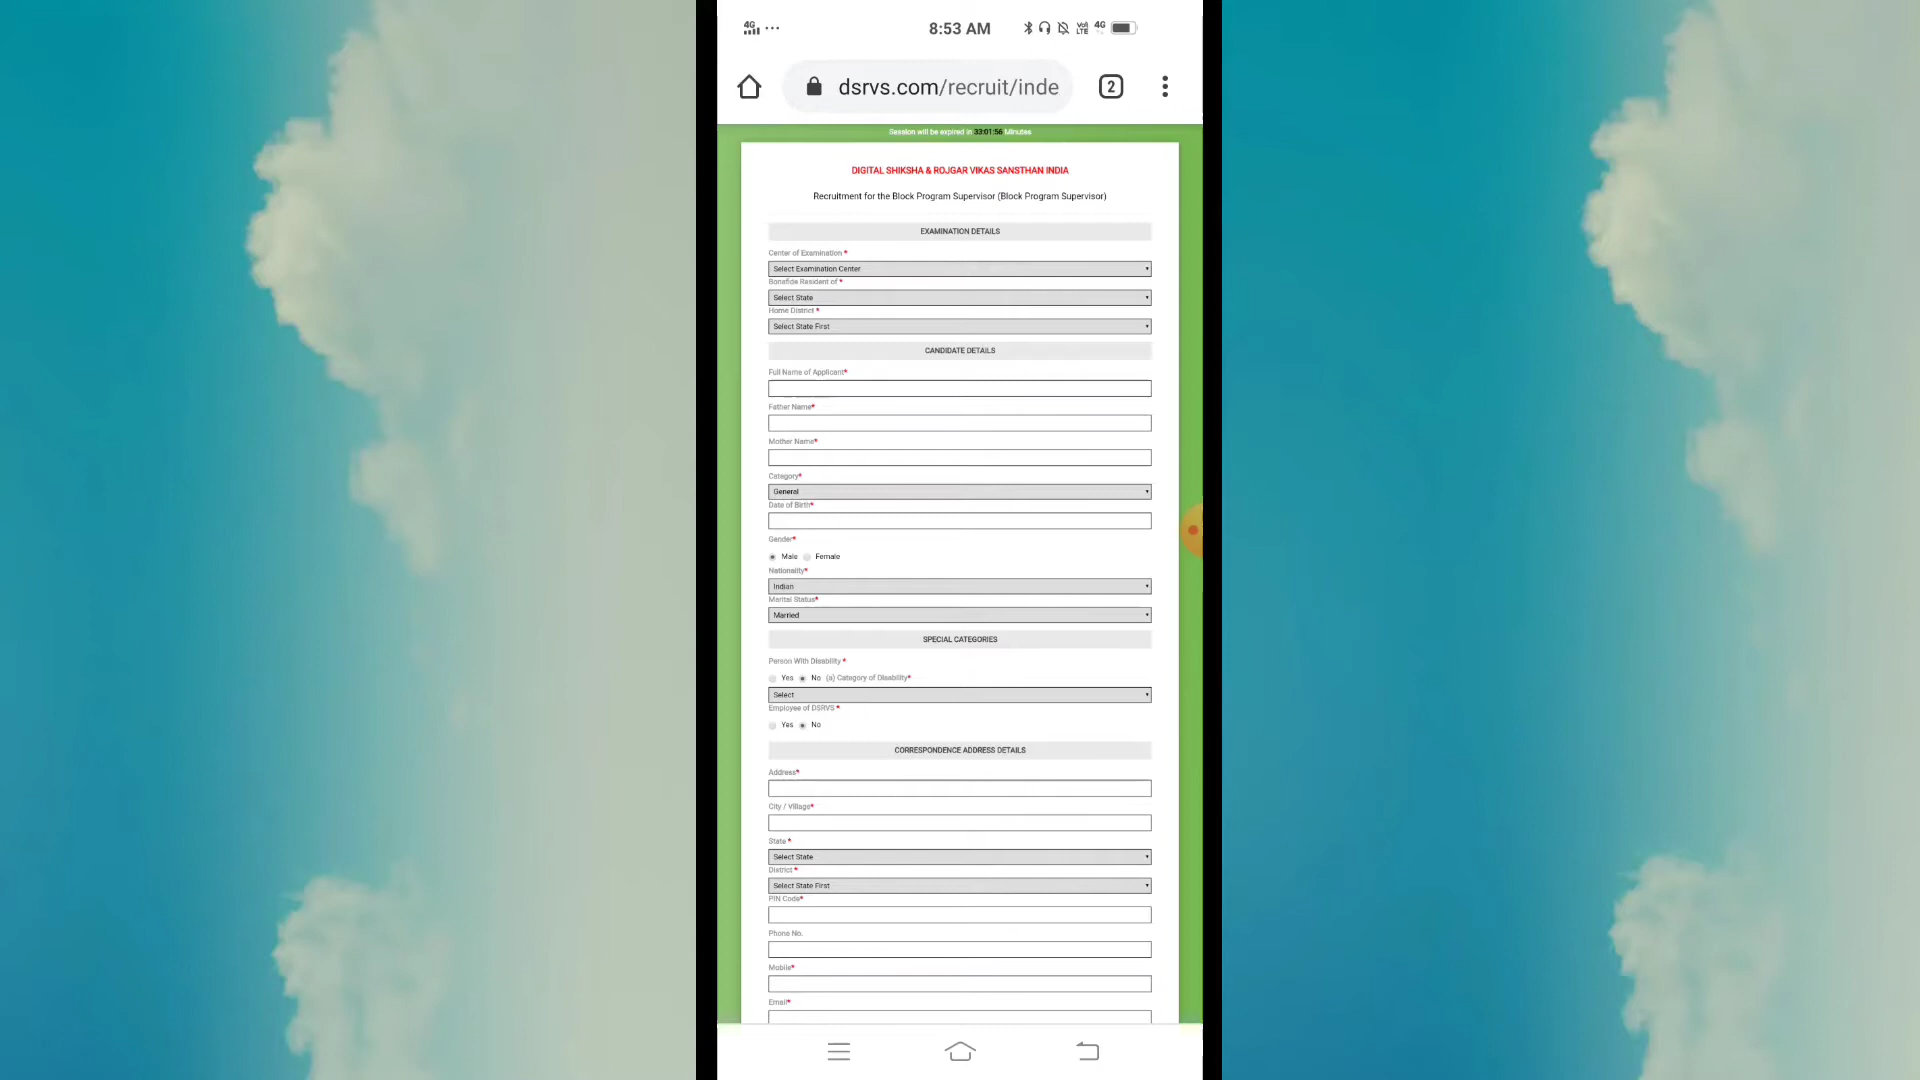 4G
8:53 AM
Vo) LTE 4G
dsrvs.com/recruit/inde
2
Session will be expired in 33:01:56 Minutes
DIGITAL SHIKSHA & ROJGAR VIKAS SANSTHAN INDIA
Recruitment for the Block Program Supervisor (Block Program Supervisor)
EXAMINATION DETAILS
Center of Examination *
Select Examination Center
Bonafide Resident of *
Select State
Home District *
Select State First
CANDIDATE DETAILS
Full Name of Applicant*
Father Name*
Mother Name*
Category*
General
Date of Birth*
Gender*
Male Female
Nationality*
Indian
Marital Status*
Married
SPECIAL CATEGORIES
Person With Disability *
Yes No (a) Category of Disability*
Select
Employee of DSRVS *
Yes No
CORRESPONDENCE ADDRESS DETAILS
Address*
City / Village*
State *
Select State
District *
Select State First
PIN Code*
Phone No.
Mobile*
Email*